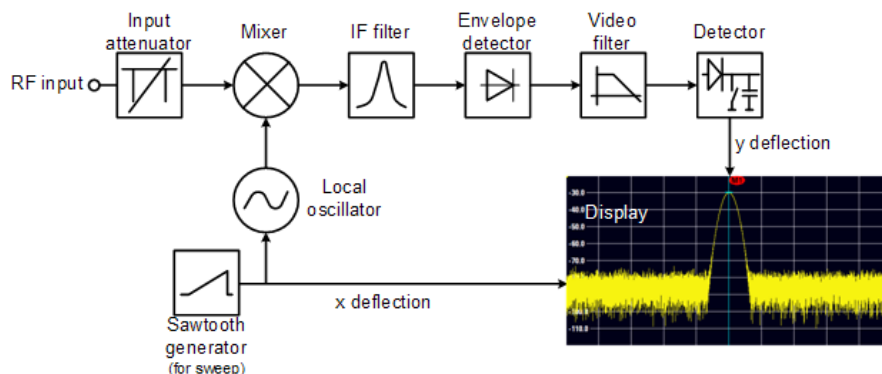 Input
attenuator
Mixer
IF filter
Envelope
detector
Video
filter
Detector
RF input
y deflection
Local
oscillator
-30.0
Display
-40.0
-50.0
-60.0
-70.0
x deflection
Sawtooth
generator
(for sweep)
-110.0